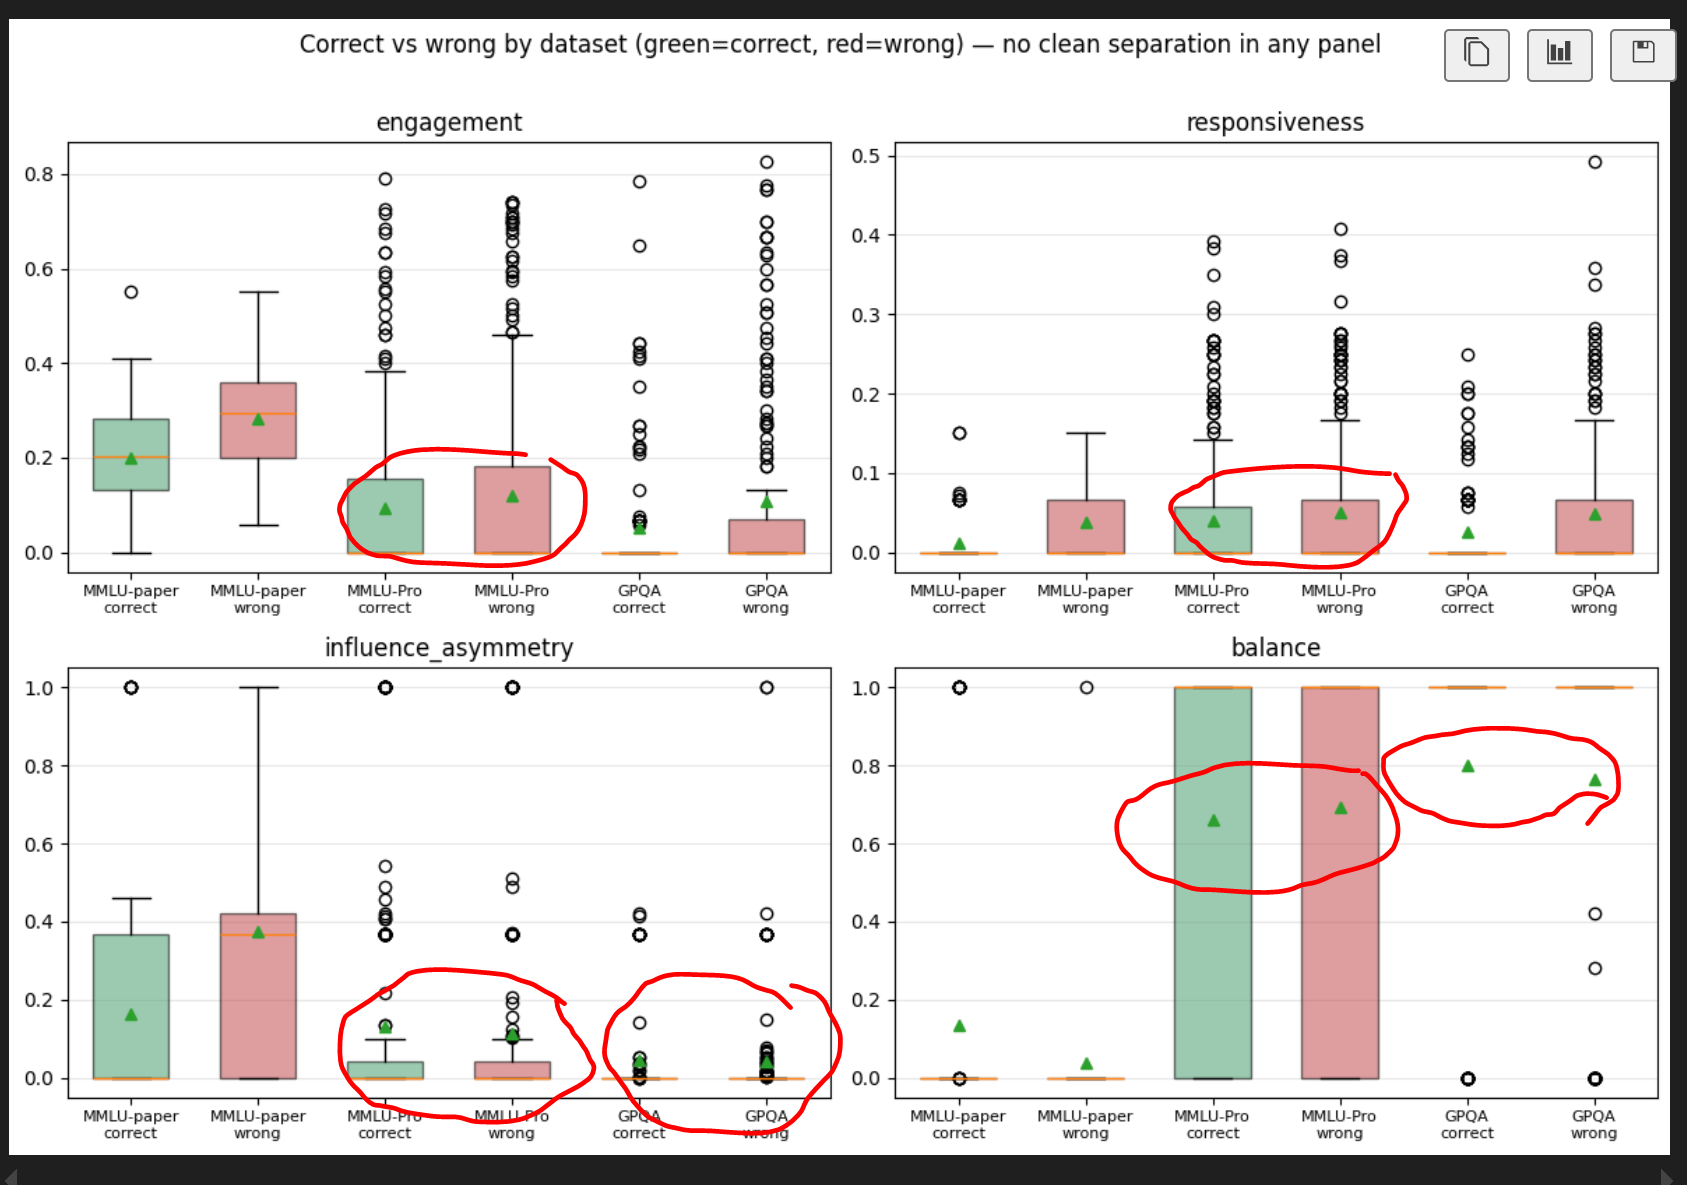 Correct vs wrong by dataset (green=correct, red=wrong) — no clean separation in any panel
engagement
0.8
0.6
0.4
0.2
0.0
MMLU-paper
correct
MMLU-paper
wrong
MMLU-Pro
correct
MMLU-Pro
wrong
GPQA
correct
GPQA
wrong
responsiveness
0.5
0.4
0.3
0.2
0.1
0.0
MMLU-paper
correct
MMLU-paper
wrong
MMLU-Pro
correct
MMLU-Pro
wrong
GPQA
correct
GPQA
wrong
influence_asymmetry
1.0
0.8
0.6
0.4
0.2
0.0
MMLU-paper
correct
MMLU-paper
wrong
MMLU-Pro
correct
MMLU-Pro
wrong
GPQA
correct
GPQA
wrong
balance
1.0
0.8
0.6
0.4
0.2
0.0
MMLU-paper
correct
MMLU-paper
wrong
MMLU-Pro
correct
MMLU-Pro
wrong
GPQA
correct
GPQA
wrong